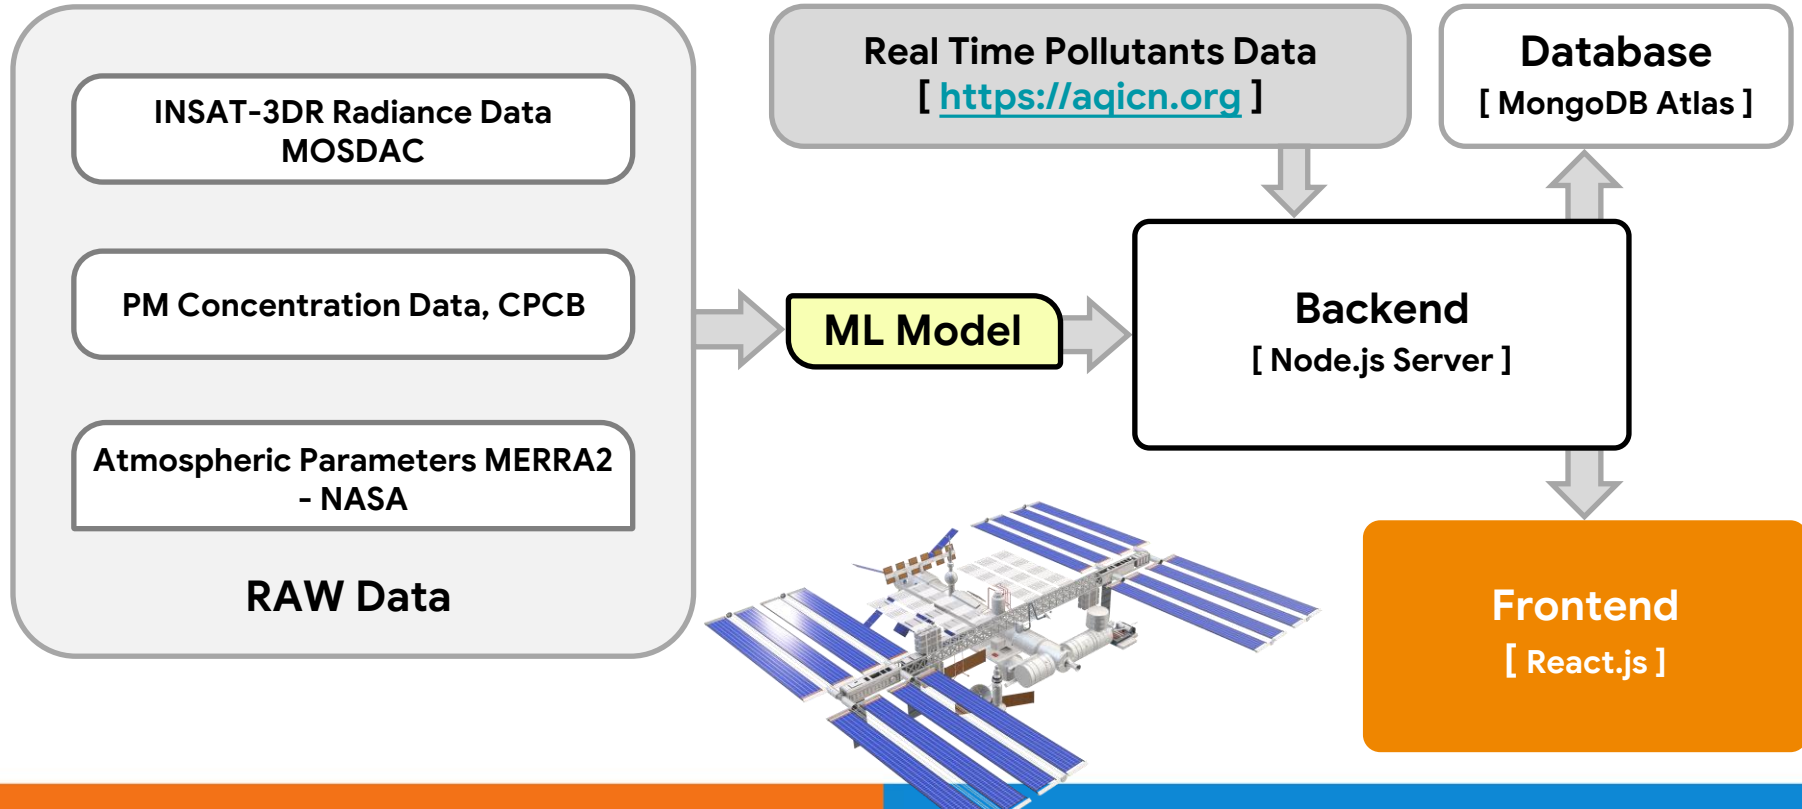 INSAT-3DR Radiance Data
MOSDAC
PM Concentration Data, CPCB
Atmospheric Parameters MERRA2
- NASA
RAW Data
ML Model
Real Time Pollutants Data
[ https://aqicn.org ]
Database
[ MongoDB Atlas ]
Backend
[ Node.js Server ]
Frontend
[ React.js ]